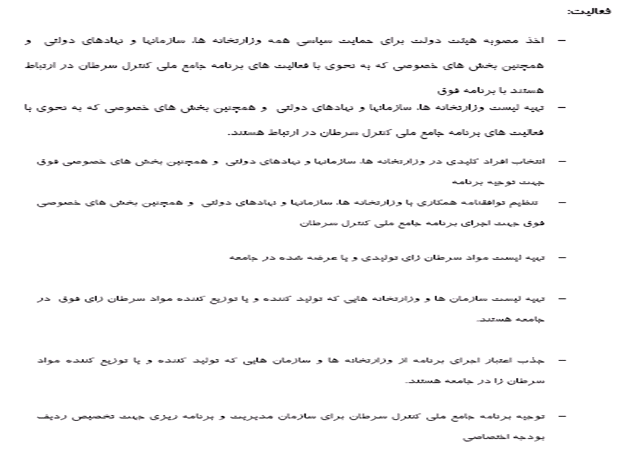 فعالیت:
– اخذ مصوبه هیئت دولت برای حمایت سیاسی همه وزارتخانه ها، سازمانها و نهادهای دولتی و
همچنین بخش های خصوصی که به نحوی با فعالیت های برنامه جامع ملی کنترل سرطان در ارتباط
هستند با برنامه فوق
– تهیه لیست وزارتخانه ها، سازمانها و نهادهای دولتی و همچنین بخش های خصوصی که به نحوی با
فعالیت های برنامه جامع ملی کنترل سرطان در ارتباط هستند.
– انتخاب افراد کلیدی در وزارتخانه ها، سازمانها و نهادهای دولتی و همچنین بخش های خصوصی فوق
جهت توجیه برنامه
– تنظیم توافقنامه همکاری با وزارتخانه ها، سازمانها و نهادهای دولتی و همچنین بخش های خصوصی
فوق جهت اجرای برنامه جامع ملی کنترل سرطان
– تهیه لیست مواد سرطان زای تولیدی و یا عرضه شده در جامعه
– تهیه لیست سازمان ها و وزارتخانه هایی که تولید کننده و یا توزیع کننده مواد سرطان زای فوق در
جامعه هستند.
– جذب اعتبار اجرای برنامه از وزارتخانه ها و سازمان هایی که تولید کننده و یا توزیع کننده مواد
سرطان زا در جامعه هستند.
– توجیه برنامه جامع ملی کنترل سرطان برای سازمان مدیریت و برنامه ریزی جهت تخصیص ردیف
بودجه اختصاصی